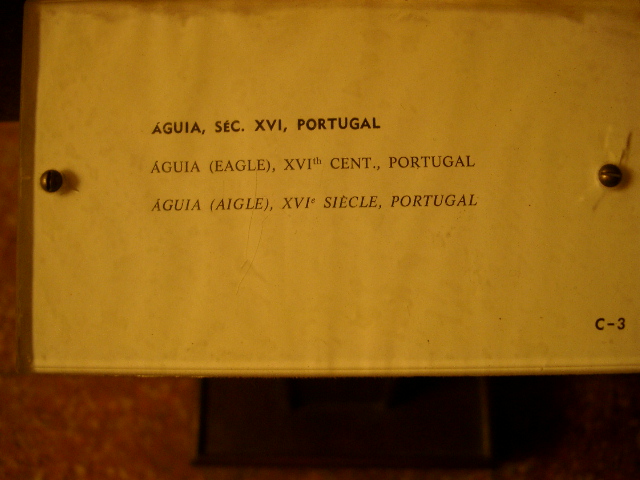 ÁGUIA, SÉC. XVI, PORTUGAL
ÁGUIA (EAGLE), XVIth CENT., PORTUGAL
ÁGUIA (AIGLE), XVIe SIÈCLE, PORTUGAL
C-3